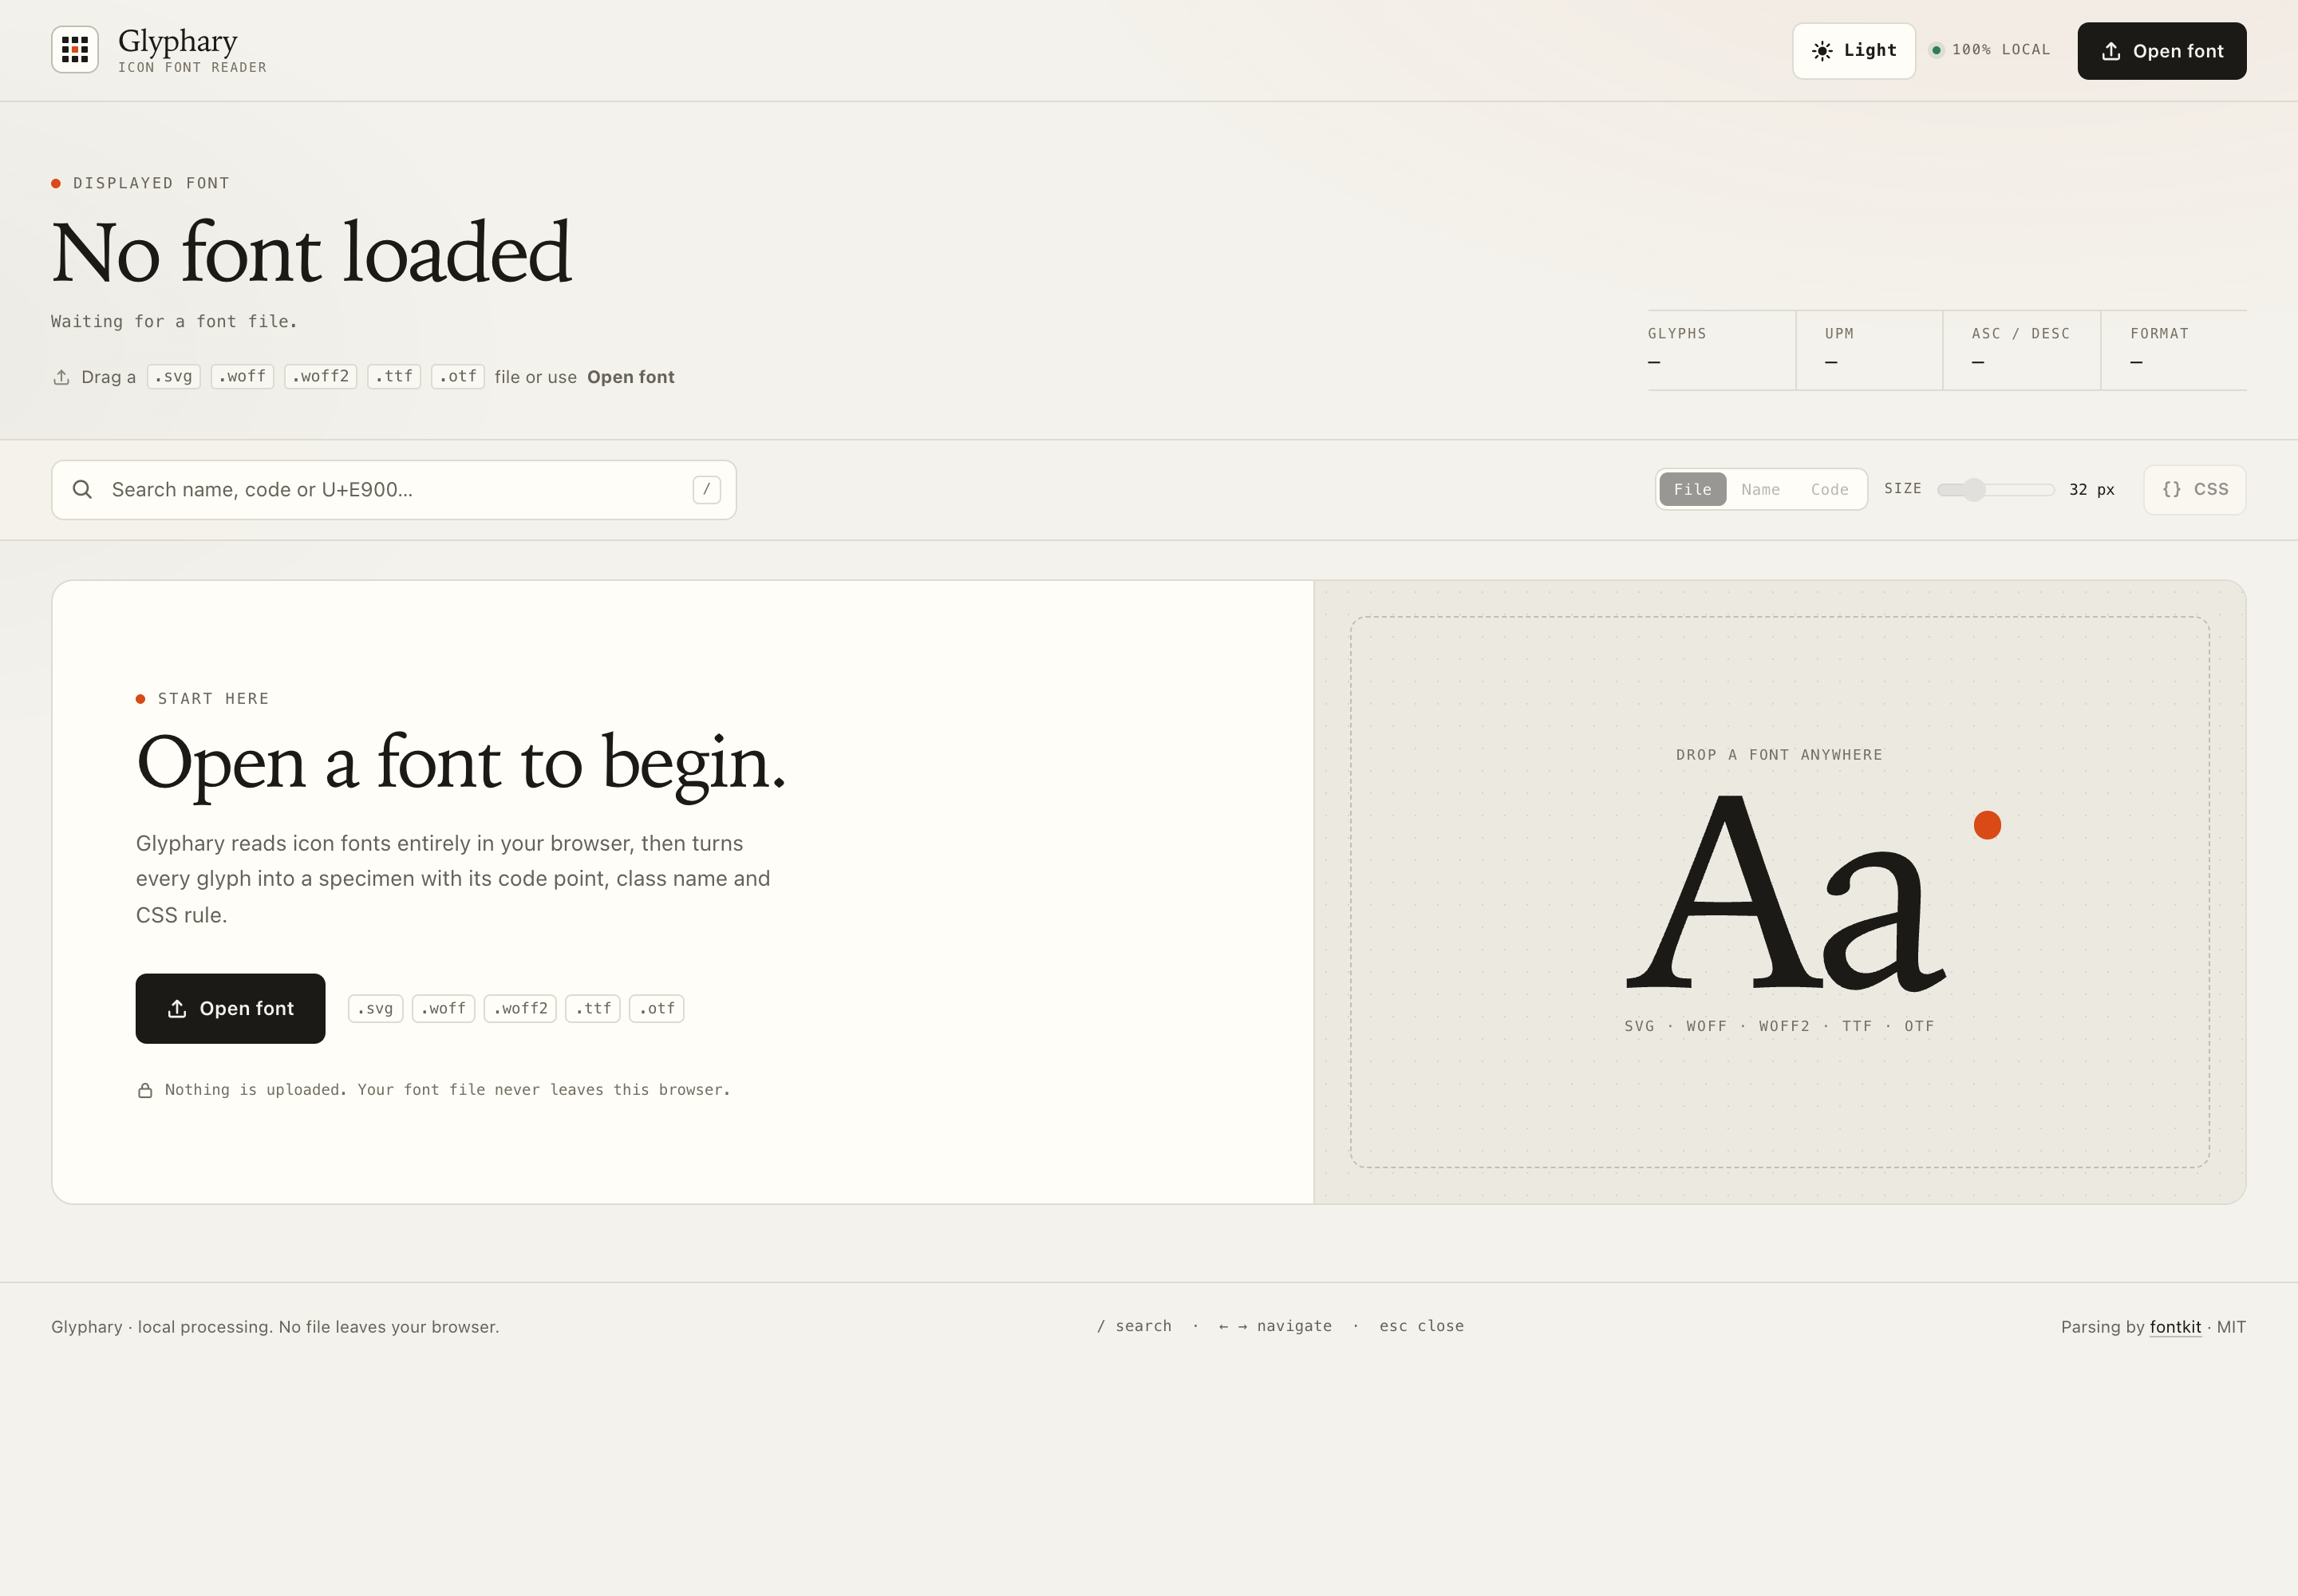 Glyphary
ICON FONT READER
Light
100% LOCAL
Open font
DISPLAYED FONT
No font loaded
Waiting for a font file.
Drag a .svg .woff .woff2 .ttf .otf file or use Open font
GLYPHS
—
UPM
—
ASC / DESC
—
FORMAT
—
Search name, code or U+E900...
/
File Name Code
SIZE
32 px
{} CSS
START HERE
Open a font to begin.
Glyphary reads icon fonts entirely in your browser, then turns
every glyph into a specimen with its code point, class name and
CSS rule.
Open font
.svg .woff .woff2 .ttf .otf
Nothing is uploaded. Your font file never leaves this browser.
DROP A FONT ANYWHERE
Aa
SVG · WOFF · WOFF2 · TTF · OTF
Glyphary · local processing. No file leaves your browser.
/ search · ← → navigate · esc close
Parsing by fontkit · MIT